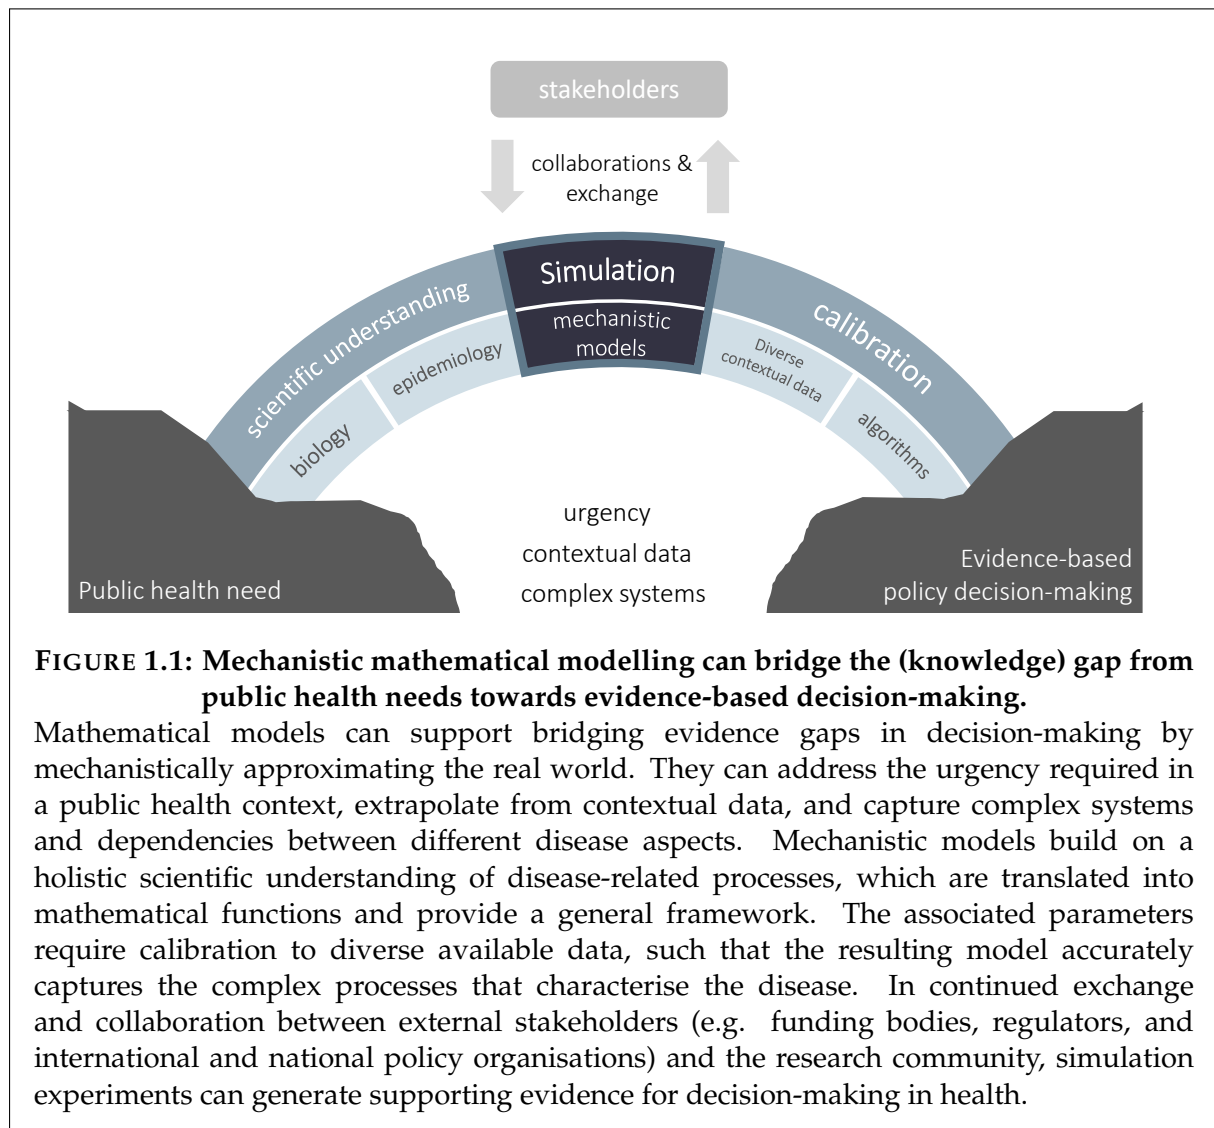 stakeholders
collaborations &
exchange
Simulation
mechanistic
models
scientific understanding
biology
epidemiology
calibration
Diverse
contextual data
algorithms
urgency
contextual data
complex systems
Public health need
Evidence-based
policy decision-making
FIGURE 1.1: Mechanistic mathematical modelling can bridge the (knowledge) gap from
public health needs towards evidence-based decision-making.
Mathematical models can support bridging evidence gaps in decision-making by
mechanistically approximating the real world. They can address the urgency required in
a public health context, extrapolate from contextual data, and capture complex systems
and dependencies between different disease aspects. Mechanistic models build on a
holistic scientific understanding of disease-related processes, which are translated into
mathematical functions and provide a general framework. The associated parameters
require calibration to diverse available data, such that the resulting model accurately
captures the complex processes that characterise the disease. In continued exchange
and collaboration between external stakeholders (e.g. funding bodies, regulators, and
international and national policy organisations) and the research community, simulation
experiments can generate supporting evidence for decision-making in health.